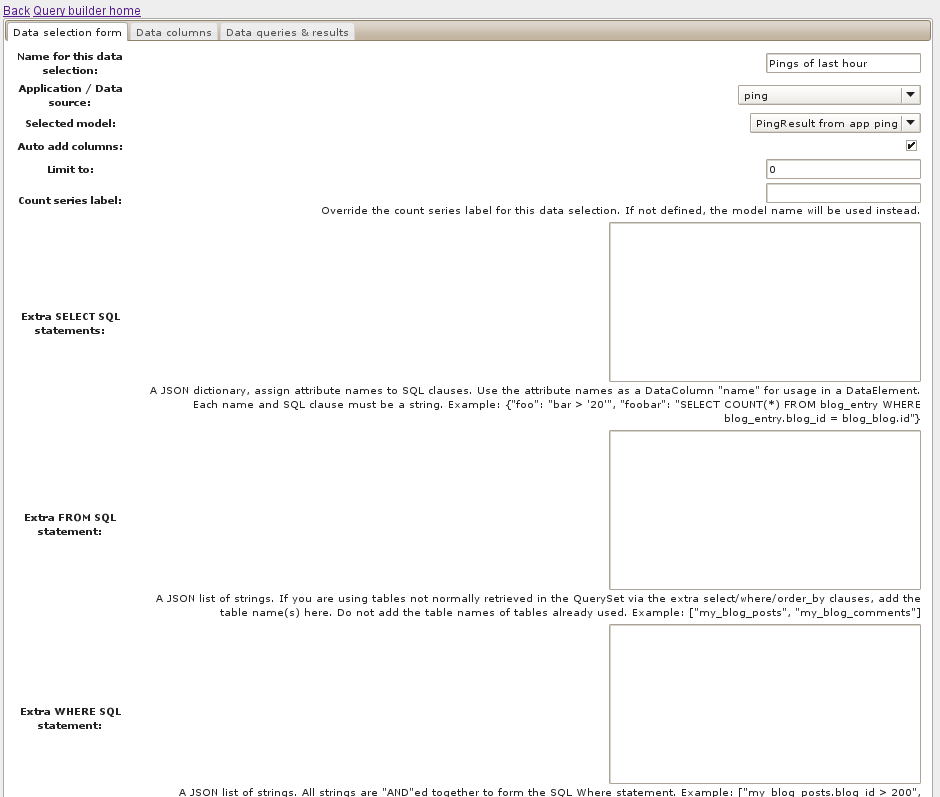 Back Query builder home
Data selection form Data columns Data queries & results
Name for this data
selection:
Pings of last hour
Application / Data
source:
ping
Selected model:
PingResult from app ping
Auto add columns:
Limit to:
0
Count series label:
Override the count series label for this data selection. If not defined, the model name will be used instead.
Extra SELECT SQL
statements:
A JSON dictionary, assign attribute names to SQL clauses. Use the attribute names as a DataColumn "name" for usage in a DataElement.
Each name and SQL clause must be a string. Example: {"foo": "bar > '20'", "foobar": "SELECT COUNT(*) FROM blog_entry WHERE
blog_entry.blog_id = blog_blog.id"}
Extra FROM SQL
statement:
A JSON list of strings. If you are using tables not normally retrieved in the QuerySet via the extra select/where/order_by clauses, add the
table name(s) here. Do not add the table names of tables already used. Example: ["my_blog_posts", "my_blog_comments"]
Extra WHERE SQL
statement:
A JSON list of strings. All strings are "AND"ed together to form the SQL Where statement. Example: ["my_blog_posts.blog_id > 200",